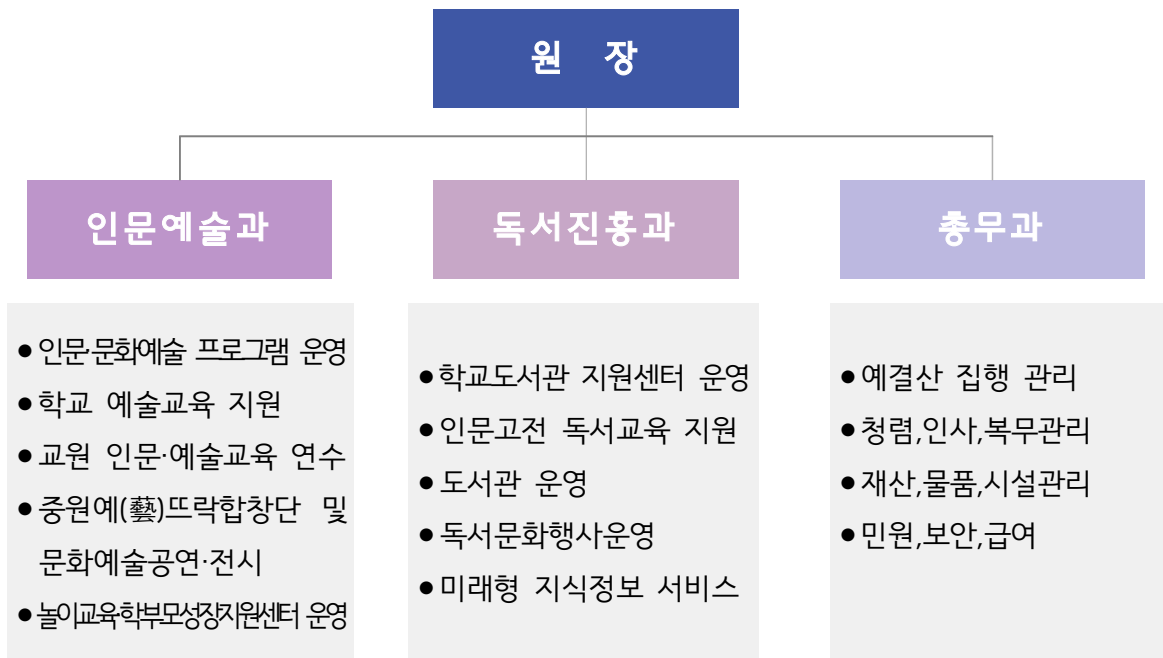 원 장
인문예술과
● 인문·문화예술 프로그램 운영
● 학교 예술교육 지원
● 교원 인문·예술교육 연수
● 중원예(藝)뜨락합창단 및
문화예술공연·전시
● 놀이교육·학부모성장지원센터 운영
독서진흥과
● 학교도서관 지원센터 운영
● 인문고전 독서교육 지원
● 도서관 운영
● 독서문화행사운영
● 미래형 지식정보 서비스
총무과
● 예결산 집행 관리
● 청렴,인사,복무관리
● 재산,물품,시설관리
● 민원,보안,급여